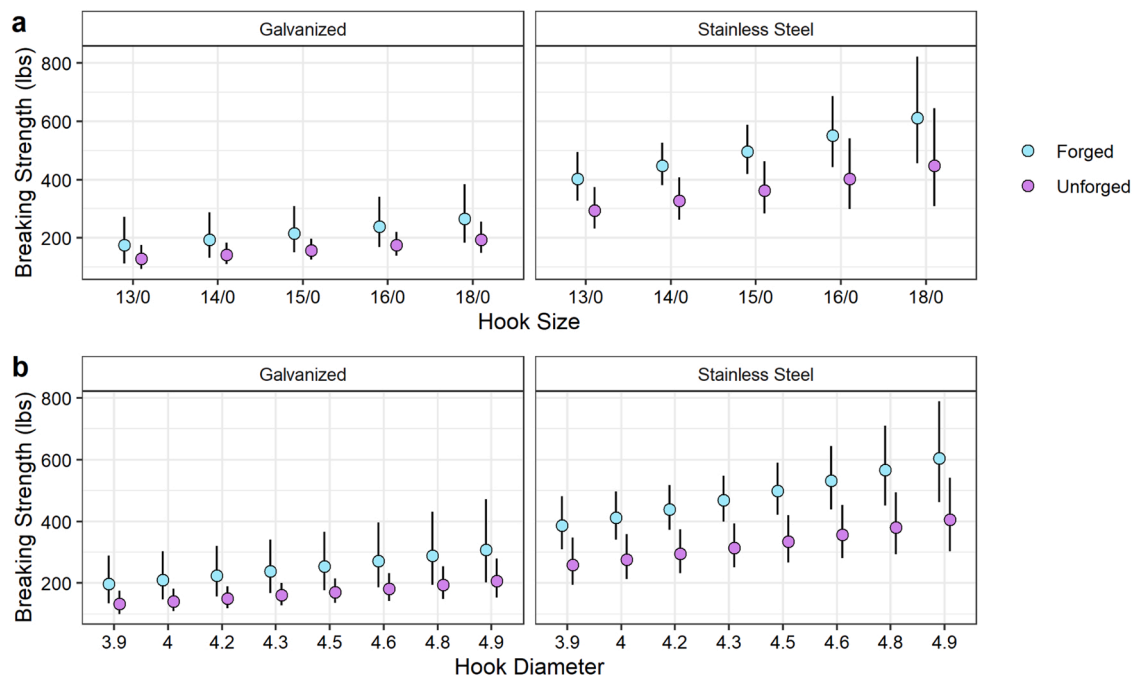 a
Galvanized
Stainless Steel
Breaking Strength (lbs)
800
600
400
200
13/0 14/0 15/0 16/0 18/0
13/0 14/0 15/0 16/0 18/0
Hook Size
Forged
Unforged
b
Galvanized
Stainless Steel
Breaking Strength (lbs)
800
600
400
200
3.9 4 4.2 4.3 4.5 4.6 4.8 4.9
3.9 4 4.2 4.3 4.5 4.6 4.8 4.9
Hook Diameter